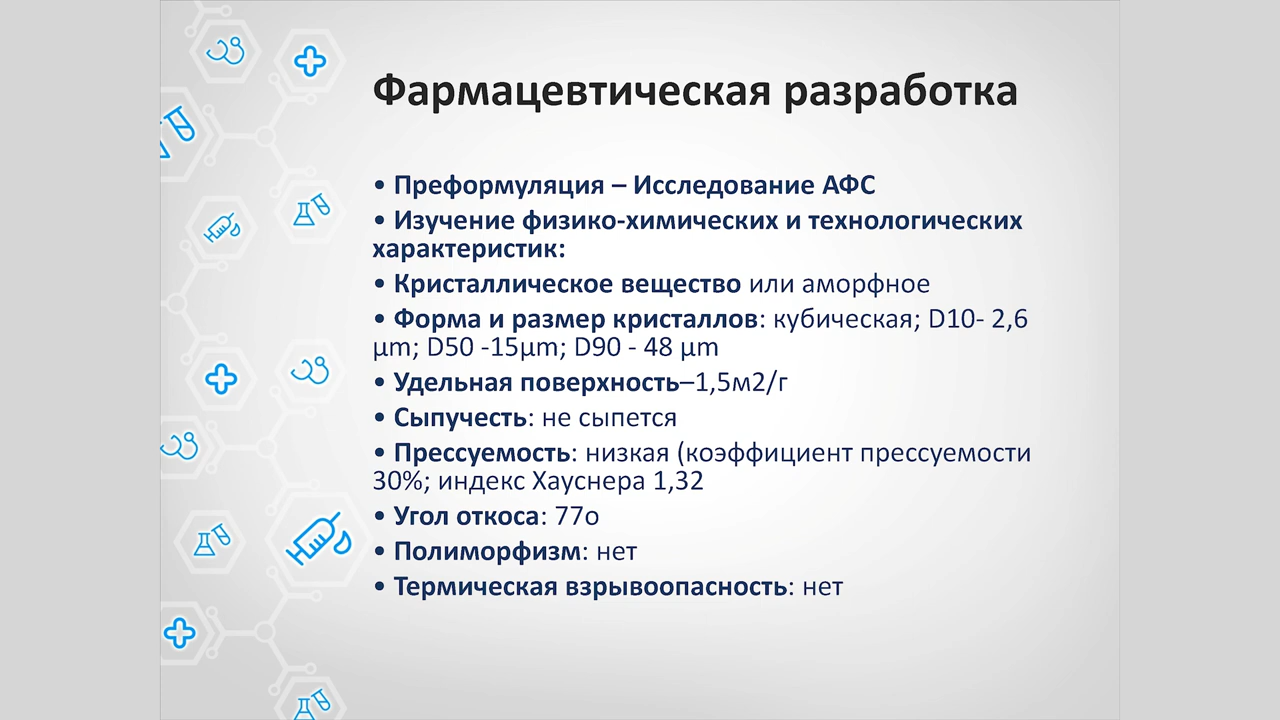 Фармацевтическая разработка
• Преформуляция – Исследование АФС
• Изучение физико-химических и технологических
характеристик:
• Кристаллическое вещество или аморфное
• Форма и размер кристаллов: кубическая; D10- 2,6
μm; D50 -15μm; D90 - 48 μm
• Удельная поверхность–1,5м2/г
• Сыпучесть: не сыпется
• Прессуемость: низкая (коэффициент прессуемости
30%; индекс Хауснера 1,32
• Угол откоса: 77о
• Полиморфизм: нет
• Термическая взрывоопасность: нет